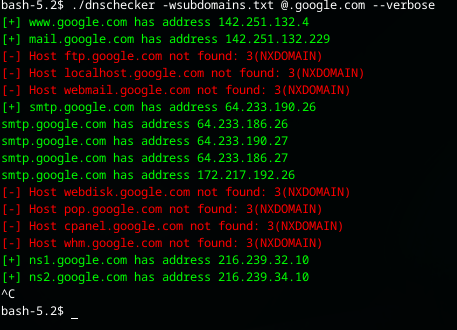 bash-5.2$ ./dnschecker -wsubdomains.txt @.google.com --verbose
[+] www.google.com has address 142.251.132.4
[+] mail.google.com has address 142.251.132.229
[-] Host ftp.google.com not found: 3(NXDOMAIN)
[-] Host localhost.google.com not found: 3(NXDOMAIN)
[-] Host webmail.google.com not found: 3(NXDOMAIN)
[+] smtp.google.com has address 64.233.190.26
smtp.google.com has address 64.233.186.26
smtp.google.com has address 64.233.190.27
smtp.google.com has address 64.233.186.27
smtp.google.com has address 172.217.192.26
[-] Host webdisk.google.com not found: 3(NXDOMAIN)
[-] Host pop.google.com not found: 3(NXDOMAIN)
[-] Host cpanel.google.com not found: 3(NXDOMAIN)
[-] Host whm.google.com not found: 3(NXDOMAIN)
[+] ns1.google.com has address 216.239.32.10
[+] ns2.google.com has address 216.239.34.10
^C
bash-5.2$ _